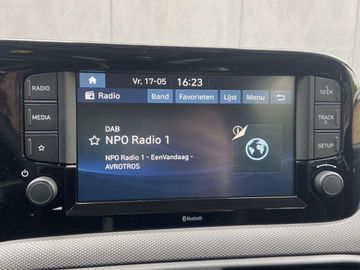 Vr, 17-05 16:23
RADIO
Radio Band Favorieten Lijst Menu
SEEK
MEDIA
DAB
NPO Radio 1
TRACK
NPO Radio 1 - EenVandaag -
AVROTROS
SETUP
Bluetooth